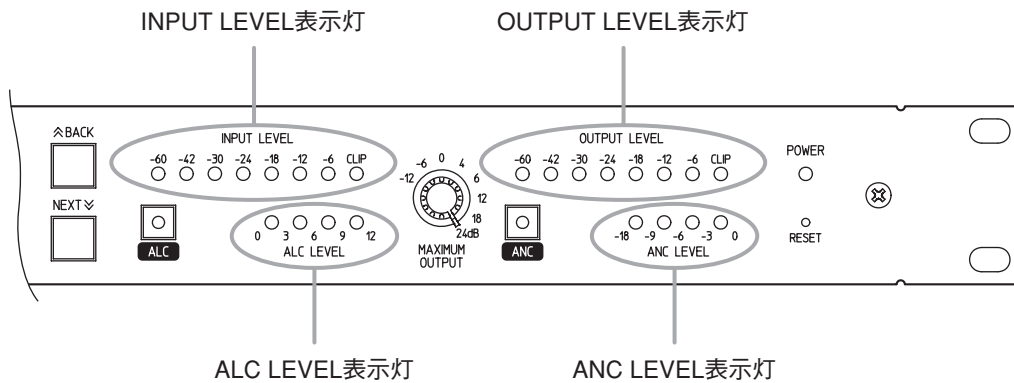 INPUT LEVEL表示灯
OUTPUT LEVEL表示灯
BACK
INPUT LEVEL
-60 -42 -30 -24 -18 -12 -6 CLIP
-12 -6 0 4 6 12 18 24dB
MAXIMUM
OUTPUT
OUTPUT LEVEL
-60 -42 -30 -24 -18 -12 -6 CLIP
POWER
NEXT
ALC
0 3 6 9 12
ALC LEVEL
ANC
-18 -9 -6 -3 0
ANC LEVEL
RESET
ALC LEVEL表示灯
ANC LEVEL表示灯